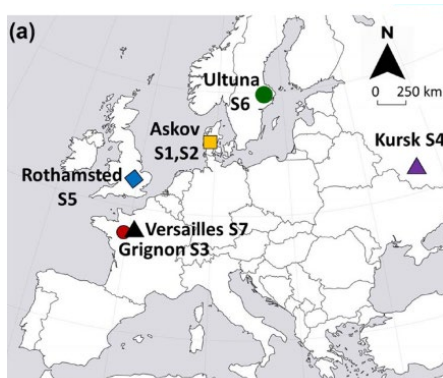 (a)
N
0 250 km
Ultuna
S6
Askov
S1,S2
Kursk S4
Rothamsted
S5
Versailles S7
Grignon S3